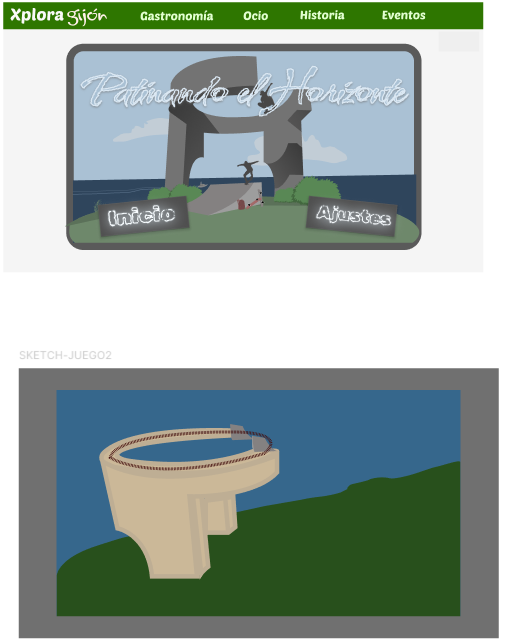 Xplora gijón Gastronomía Ocio Historia Eventos
Patinando el Horizonte
Inicio Ajustes
SKETCH-JUEGO2